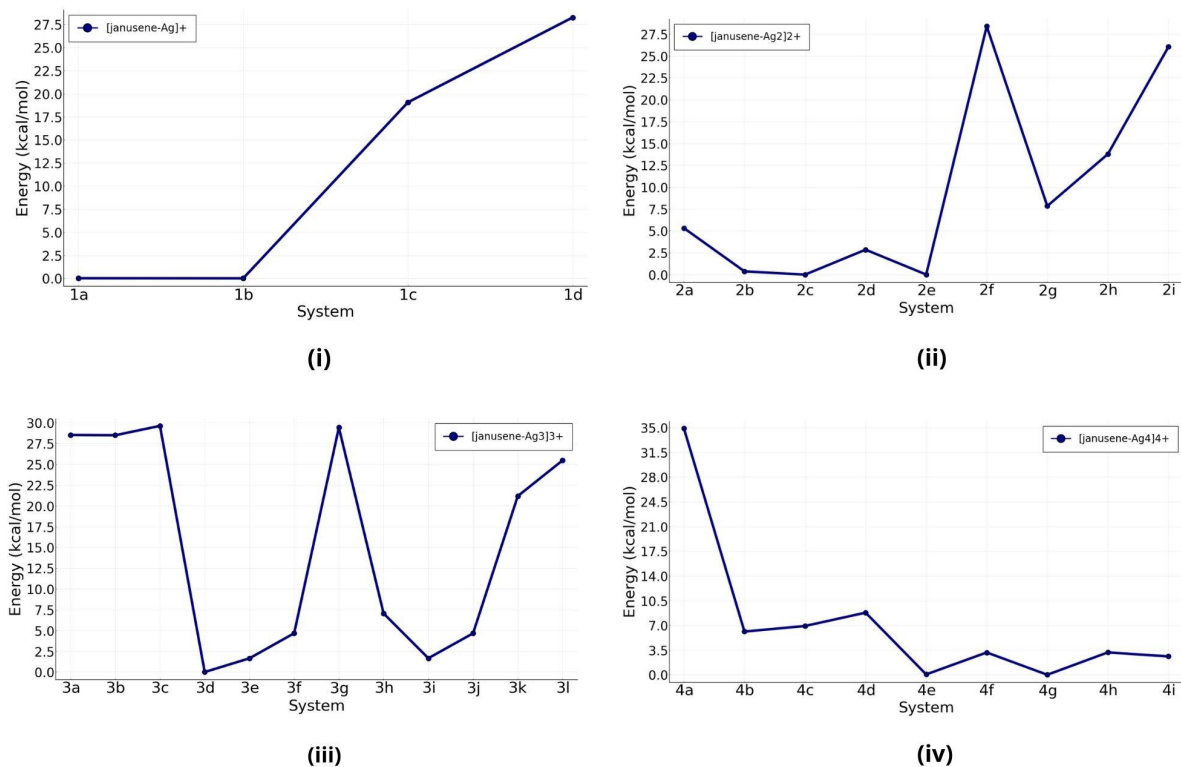 [janusene-Ag]+
27.5
25.0
22.5
20.0
17.5
15.0
12.5
10.0
7.5
5.0
2.5
0.0
Energy (kcal/mol)
1a 1b 1c 1d
System
(i)
[janusene-Ag2]2+
27.5
25.0
22.5
20.0
17.5
15.0
12.5
10.0
7.5
5.0
2.5
0.0
Energy (kcal/mol)
2a 2b 2c 2d 2e 2f 2g 2h 2i
System
(ii)
[janusene-Ag3]3+
30.0
27.5
25.0
22.5
20.0
17.5
15.0
12.5
10.0
7.5
5.0
2.5
0.0
Energy (kcal/mol)
3a 3b 3c 3d 3e 3f 3g 3h 3i 3j 3k 3l
System
(iii)
[janusene-Ag4]4+
35.0
31.5
28.0
24.5
21.0
17.5
14.0
10.5
7.0
3.5
0.0
Energy (kcal/mol)
4a 4b 4c 4d 4e 4f 4g 4h 4i
System
(iv)